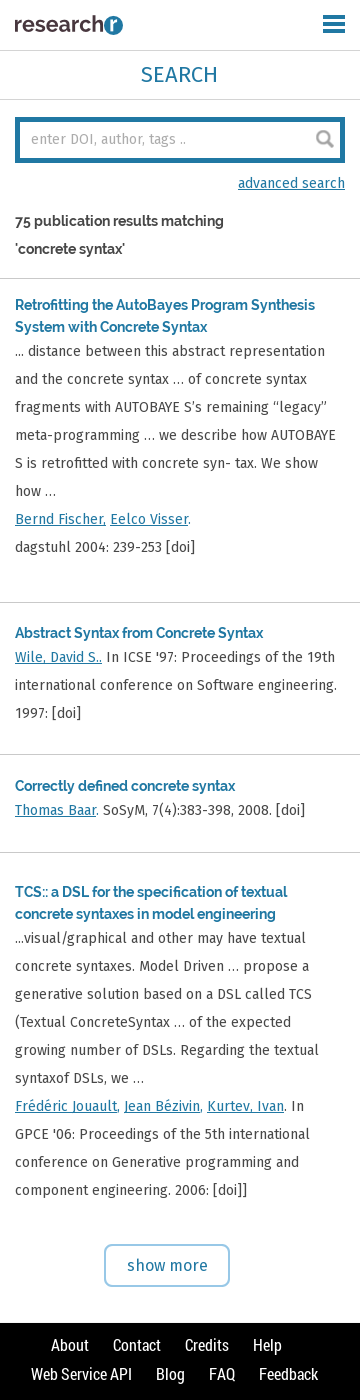 researchr
SEARCH
enter DOI, author, tags ..
advanced search
75 publication results matching
'concrete syntax'
Retrofitting the AutoBayes Program Synthesis
System with Concrete Syntax
... distance between this abstract representation
and the concrete syntax … of concrete syntax
fragments with AUTOBAYE S’s remaining “legacy”
meta-programming … we describe how AUTOBAYE
S is retrofitted with concrete syn- tax. We show
how …
Bernd Fischer, Eelco Visser.
dagstuhl 2004: 239-253 [doi]
Abstract Syntax from Concrete Syntax
Wile, David S.. In ICSE '97: Proceedings of the 19th
international conference on Software engineering.
1997: [doi]
Correctly defined concrete syntax
Thomas Baar. SoSyM, 7(4):383-398, 2008. [doi]
TCS:: a DSL for the specification of textual
concrete syntaxes in model engineering
...visual/graphical and other may have textual
concrete syntaxes. Model Driven … propose a
generative solution based on a DSL called TCS
(Textual ConcreteSyntax … of the expected
growing number of DSLs. Regarding the textual
syntaxof DSLs, we …
Frédéric Jouault, Jean Bézivin, Kurtev, Ivan. In
GPCE '06: Proceedings of the 5th international
conference on Generative programming and
component engineering. 2006: [doi]]
show more
About Contact Credits Help
Web Service API Blog FAQ Feedback